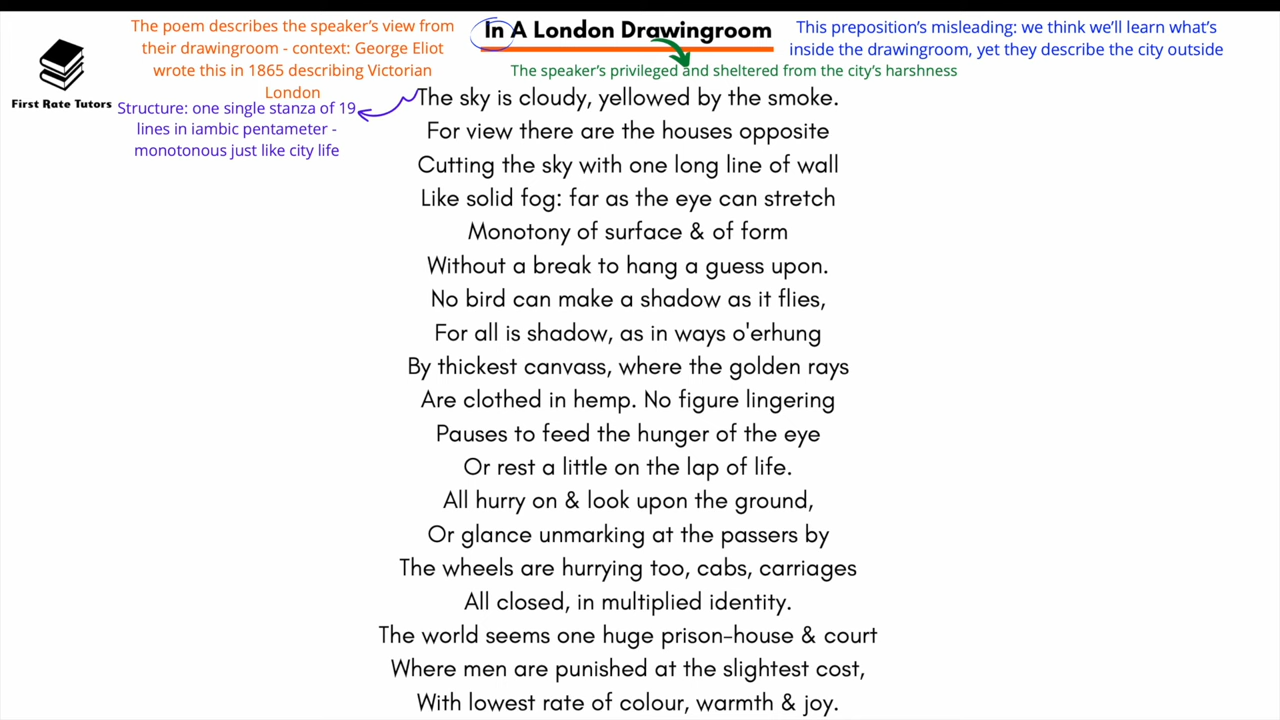 The poem describes the speaker's view from
their drawingroom - context: George Eliot
wrote this in 1865 describing Victorian
London
In A London Drawingroom
This preposition's misleading: we think we'll learn what's
inside the drawingroom, yet they describe the city outside
The speaker's privileged and sheltered from the city's harshness
First Rate Tutors
Structure: one single stanza of 19
lines in iambic pentameter -
monotonous just like city life
The sky is cloudy, yellowed by the smoke.
For view there are the houses opposite
Cutting the sky with one long line of wall
Like solid fog: far as the eye can stretch
Monotony of surface & of form
Without a break to hang a guess upon.
No bird can make a shadow as it flies,
For all is shadow, as in ways o'erhung
By thickest canvass, where the golden rays
Are clothed in hemp. No figure lingering
Pauses to feed the hunger of the eye
Or rest a little on the lap of life.
All hurry on & look upon the ground,
Or glance unmarking at the passers by
The wheels are hurrying too, cabs, carriages
All closed, in multiplied identity.
The world seems one huge prison-house & court
Where men are punished at the slightest cost,
With lowest rate of colour, warmth & joy.